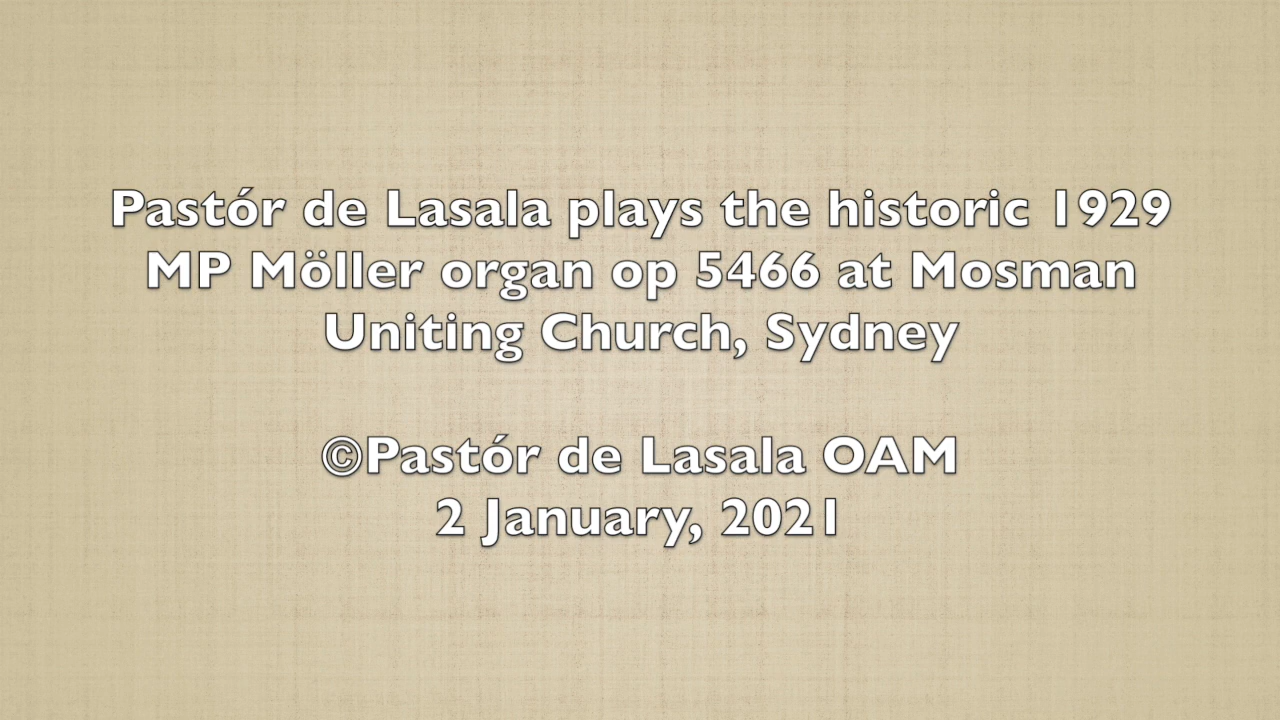 Pastór de Lasala plays the historic 1929
MP Möller organ op 5466 at Mosman
Uniting Church, Sydney
©Pastór de Lasala OAM
2 January, 2021